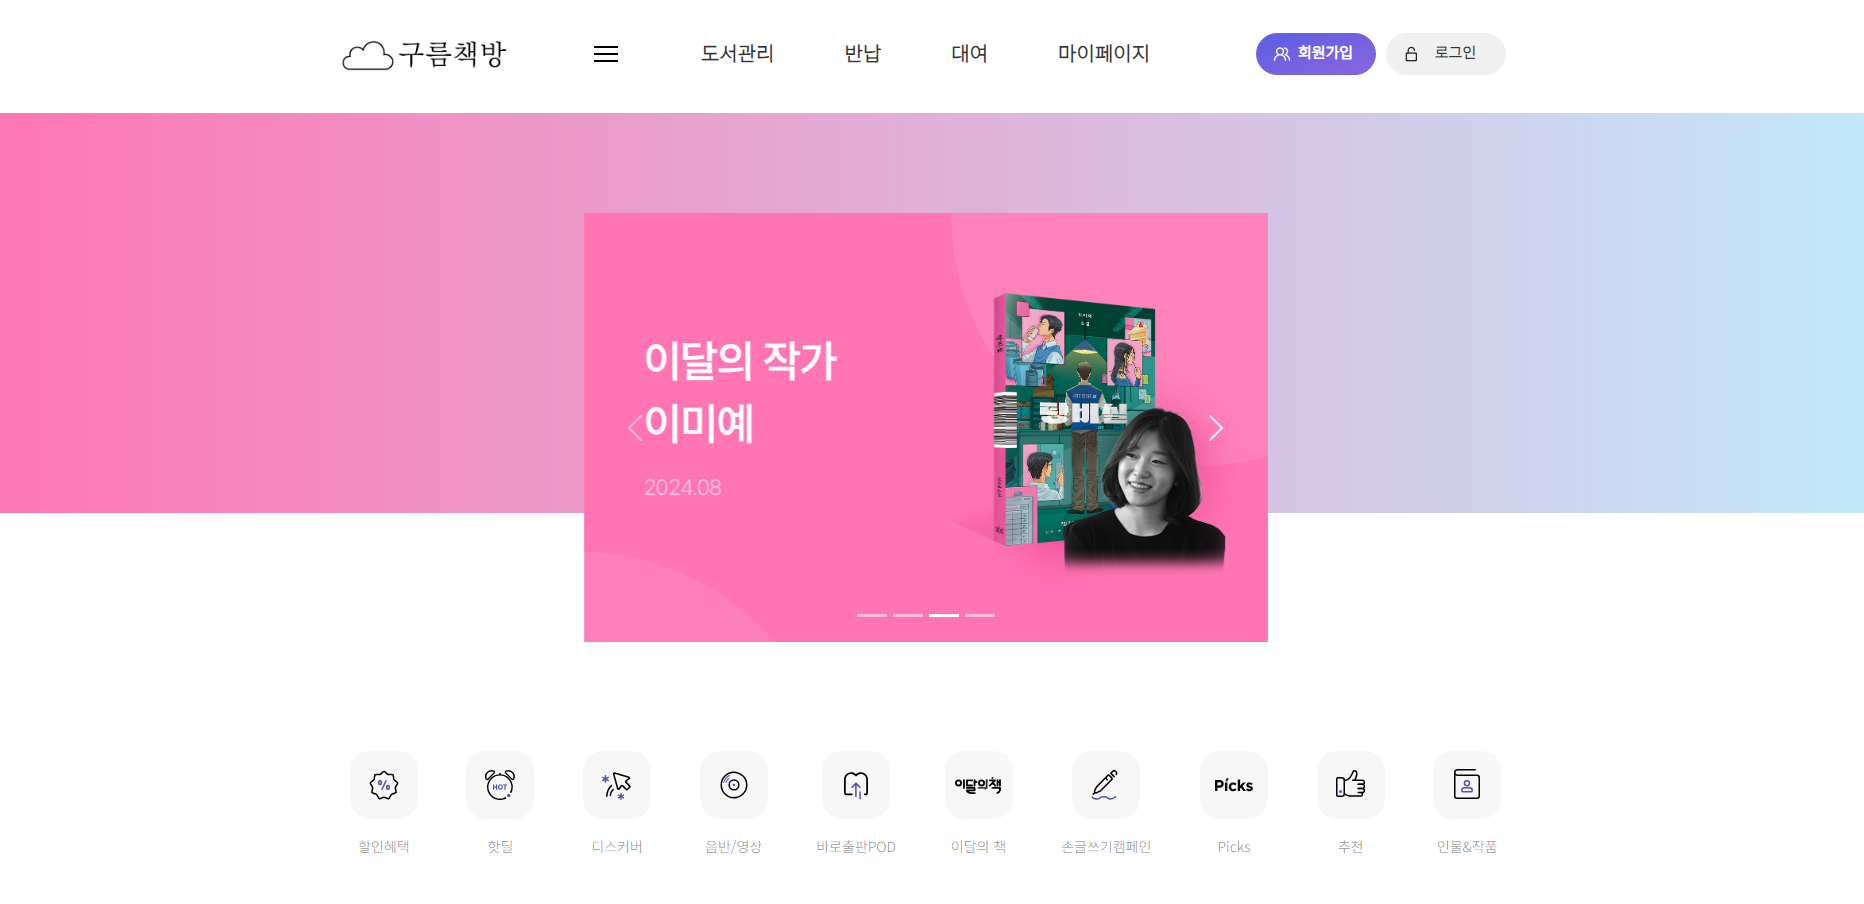 구름책방
도서관리
반납
대여
마이페이지
회원가입
로그인
이달의 작가
이미예
2024.08
탕비실
%
HOT
이달의책
Picks
할인혜택
핫딜
디스커버
음반/영상
바로출판POD
이달의 책
손글쓰기캠페인
Picks
추천
인물&작품